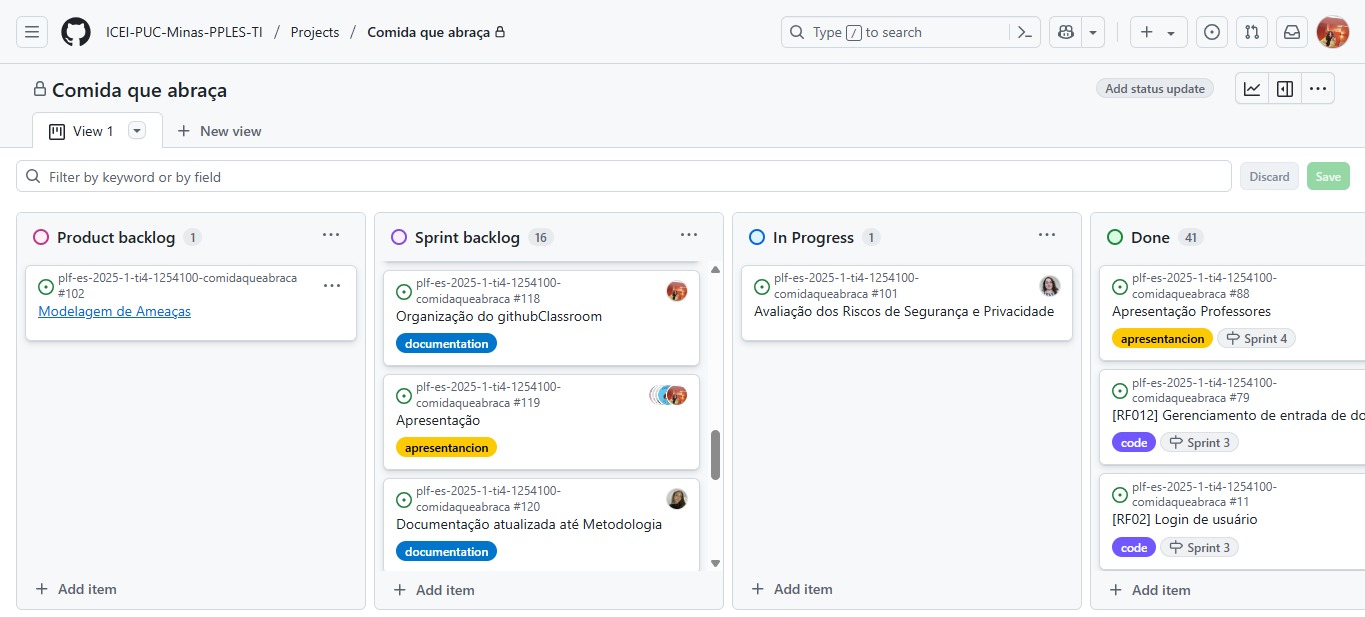 ICEI-PUC-Minas-PPLES-TI / Projects / Comida que abraça
Type / to search
Comida que abraça
Add status update
View 1
New view
Filter by keyword or by field
Discard
Save
Product backlog 1
plf-es-2025-1-ti4-1254100-comidaqueabraca
#102
Modelagem de Ameaças
Add item
Sprint backlog 16
plf-es-2025-1-ti4-1254100-
comidaqueabraca #118
Organização do githubClassroom
documentation
plf-es-2025-1-ti4-1254100-
comidaqueabraca #119
Apresentação
apresentancion
plf-es-2025-1-ti4-1254100-
comidaqueabraca #120
Documentação atualizada até Metodologia
documentation
Add item
In Progress 1
plf-es-2025-1-ti4-1254100-
comidaqueabraca #101
Avaliação dos Riscos de Segurança e Privacidade
Add item
Done 41
plf-es-2025-1-ti4-1254100-
comidaqueabraca #88
Apresentação Professores
apresentancion Sprint 4
plf-es-2025-1-ti4-1254100-
comidaqueabraca #79
[RF012] Gerenciamento de entrada de do
code Sprint 3
plf-es-2025-1-ti4-1254100-
comidaqueabraca #11
[RF02] Login de usuário
code Sprint 3
Add item